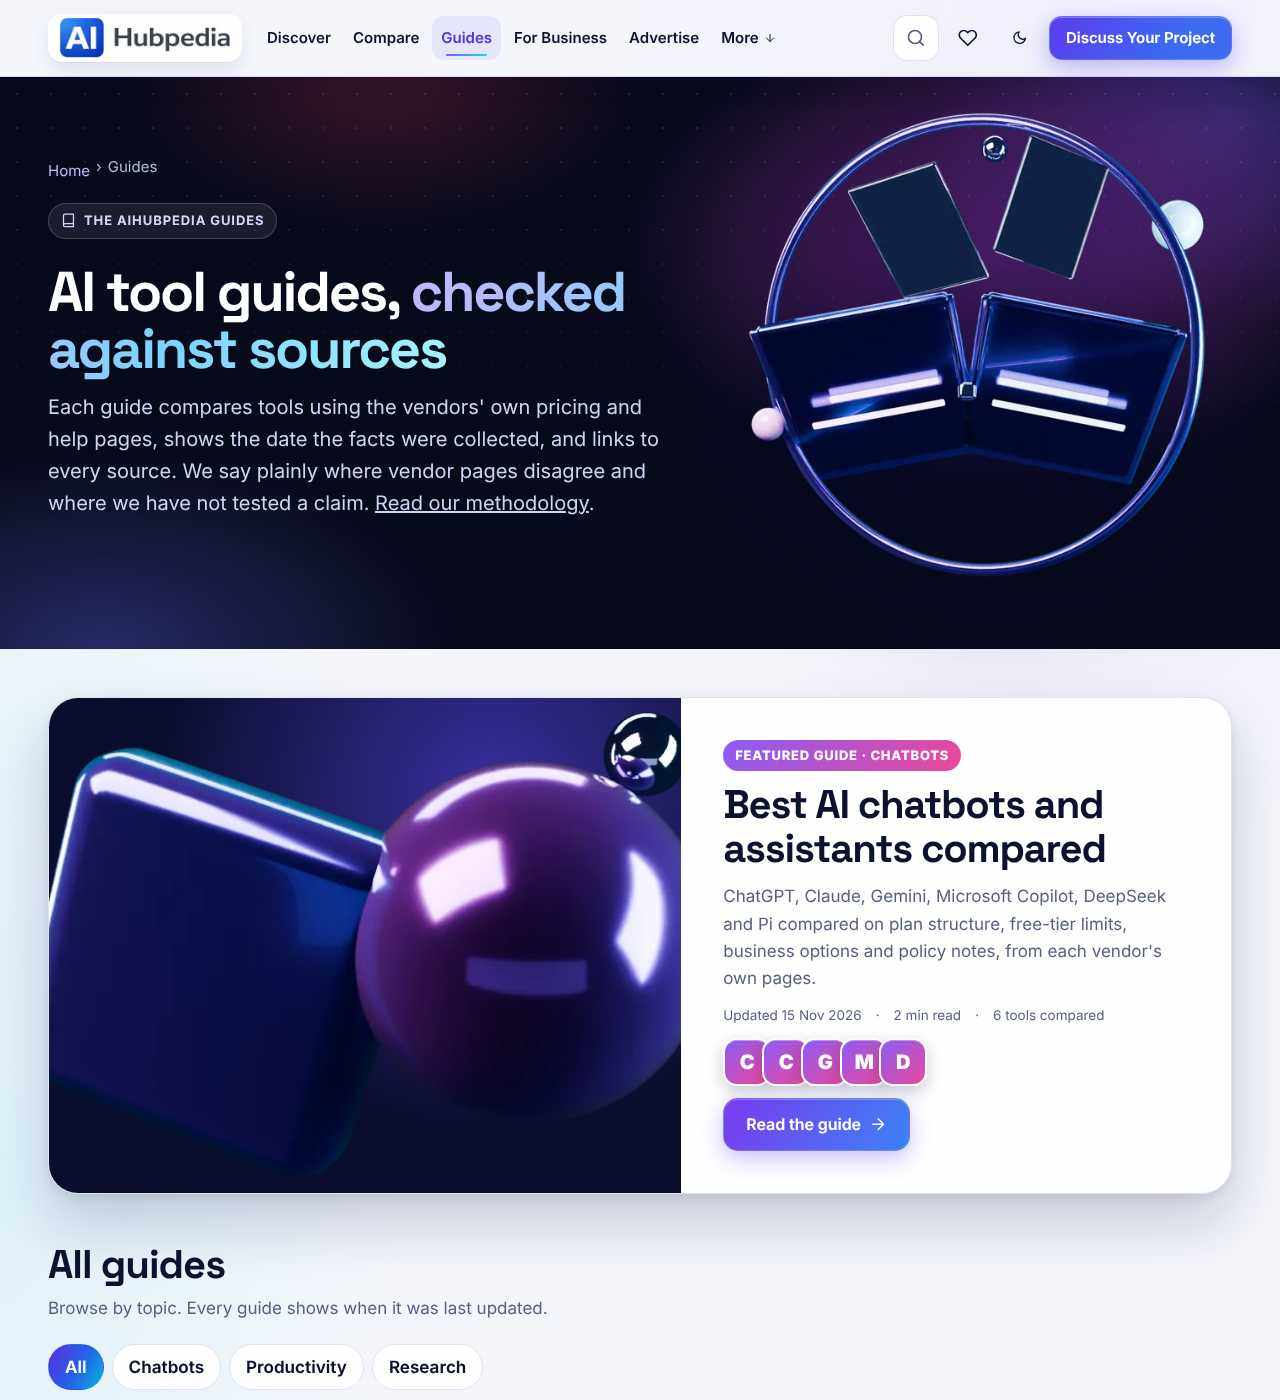 AI Hubpedia
Discover
Compare
Guides
For Business
Advertise
More
Discuss Your Project
Home › Guides
THE AIHUBPEDIA GUIDES
AI tool guides, checked
against sources
Each guide compares tools using the vendors' own pricing and
help pages, shows the date the facts were collected, and links to
every source. We say plainly where vendor pages disagree and
where we have not tested a claim. Read our methodology.
FEATURED GUIDE · CHATBOTS
Best AI chatbots and
assistants compared
ChatGPT, Claude, Gemini, Microsoft Copilot, DeepSeek
and Pi compared on plan structure, free-tier limits,
business options and policy notes, from each vendor's
own pages.
Updated 15 Nov 2026 · 2 min read · 6 tools compared
C C G M D
Read the guide
All guides
Browse by topic. Every guide shows when it was last updated.
All
Chatbots
Productivity
Research